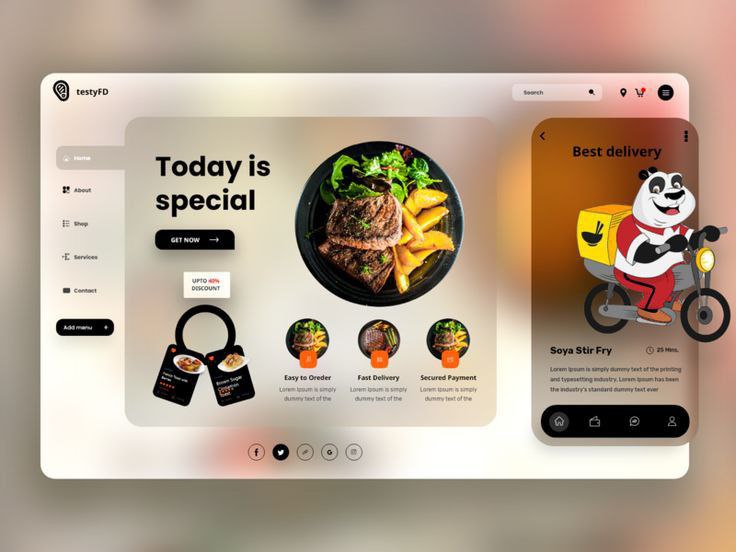 testyFD
Search
Home
About
Shop
Services
Contact
Add menu +
Today is
special
GET NOW
UPTO 40%
DISCOUNT
Brown Sugar
Easy to Oreder
Lorem Ipsum is simply
dummy text of the
Fast Delivery
Lorem Ipsum is simply
dummy text of the
Secured Payment
Lorem Ipsum is simply
dummy text of the
Best delivery
Soya Stir Fry
25 Mins.
Lorem Ipsum is simply dummy text of the printing
and typesetting industry. Lorem Ipsum has been
the industry's standard dummy text ever